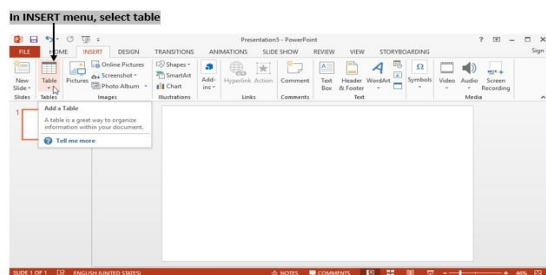 In INSERT menu, select table
Presentation1 - PowerPoint
FILE HOME INSERT DESIGN TRANSITIONS ANIMATIONS SLIDE SHOW REVIEW VIEW STORYBOARDING Sign
New Slide
Table
Pictures
Online Pictures
Screenshot
Photo Album
Shapes
SmartArt
Chart
Add-ins
Hyperlink
Action
Comment
Text Box
Header & Footer
WordArt
Symbols
Video
Audio
Screen Recording
Slides Tables Images Illustrations Links Comments Text Media
1
Add a Table
A table is a great way to organize
information within your document.
Tell me more
SLIDE 1 OF 1 ENGLISH (UNITED STATES) NOTES COMMENTS 46%